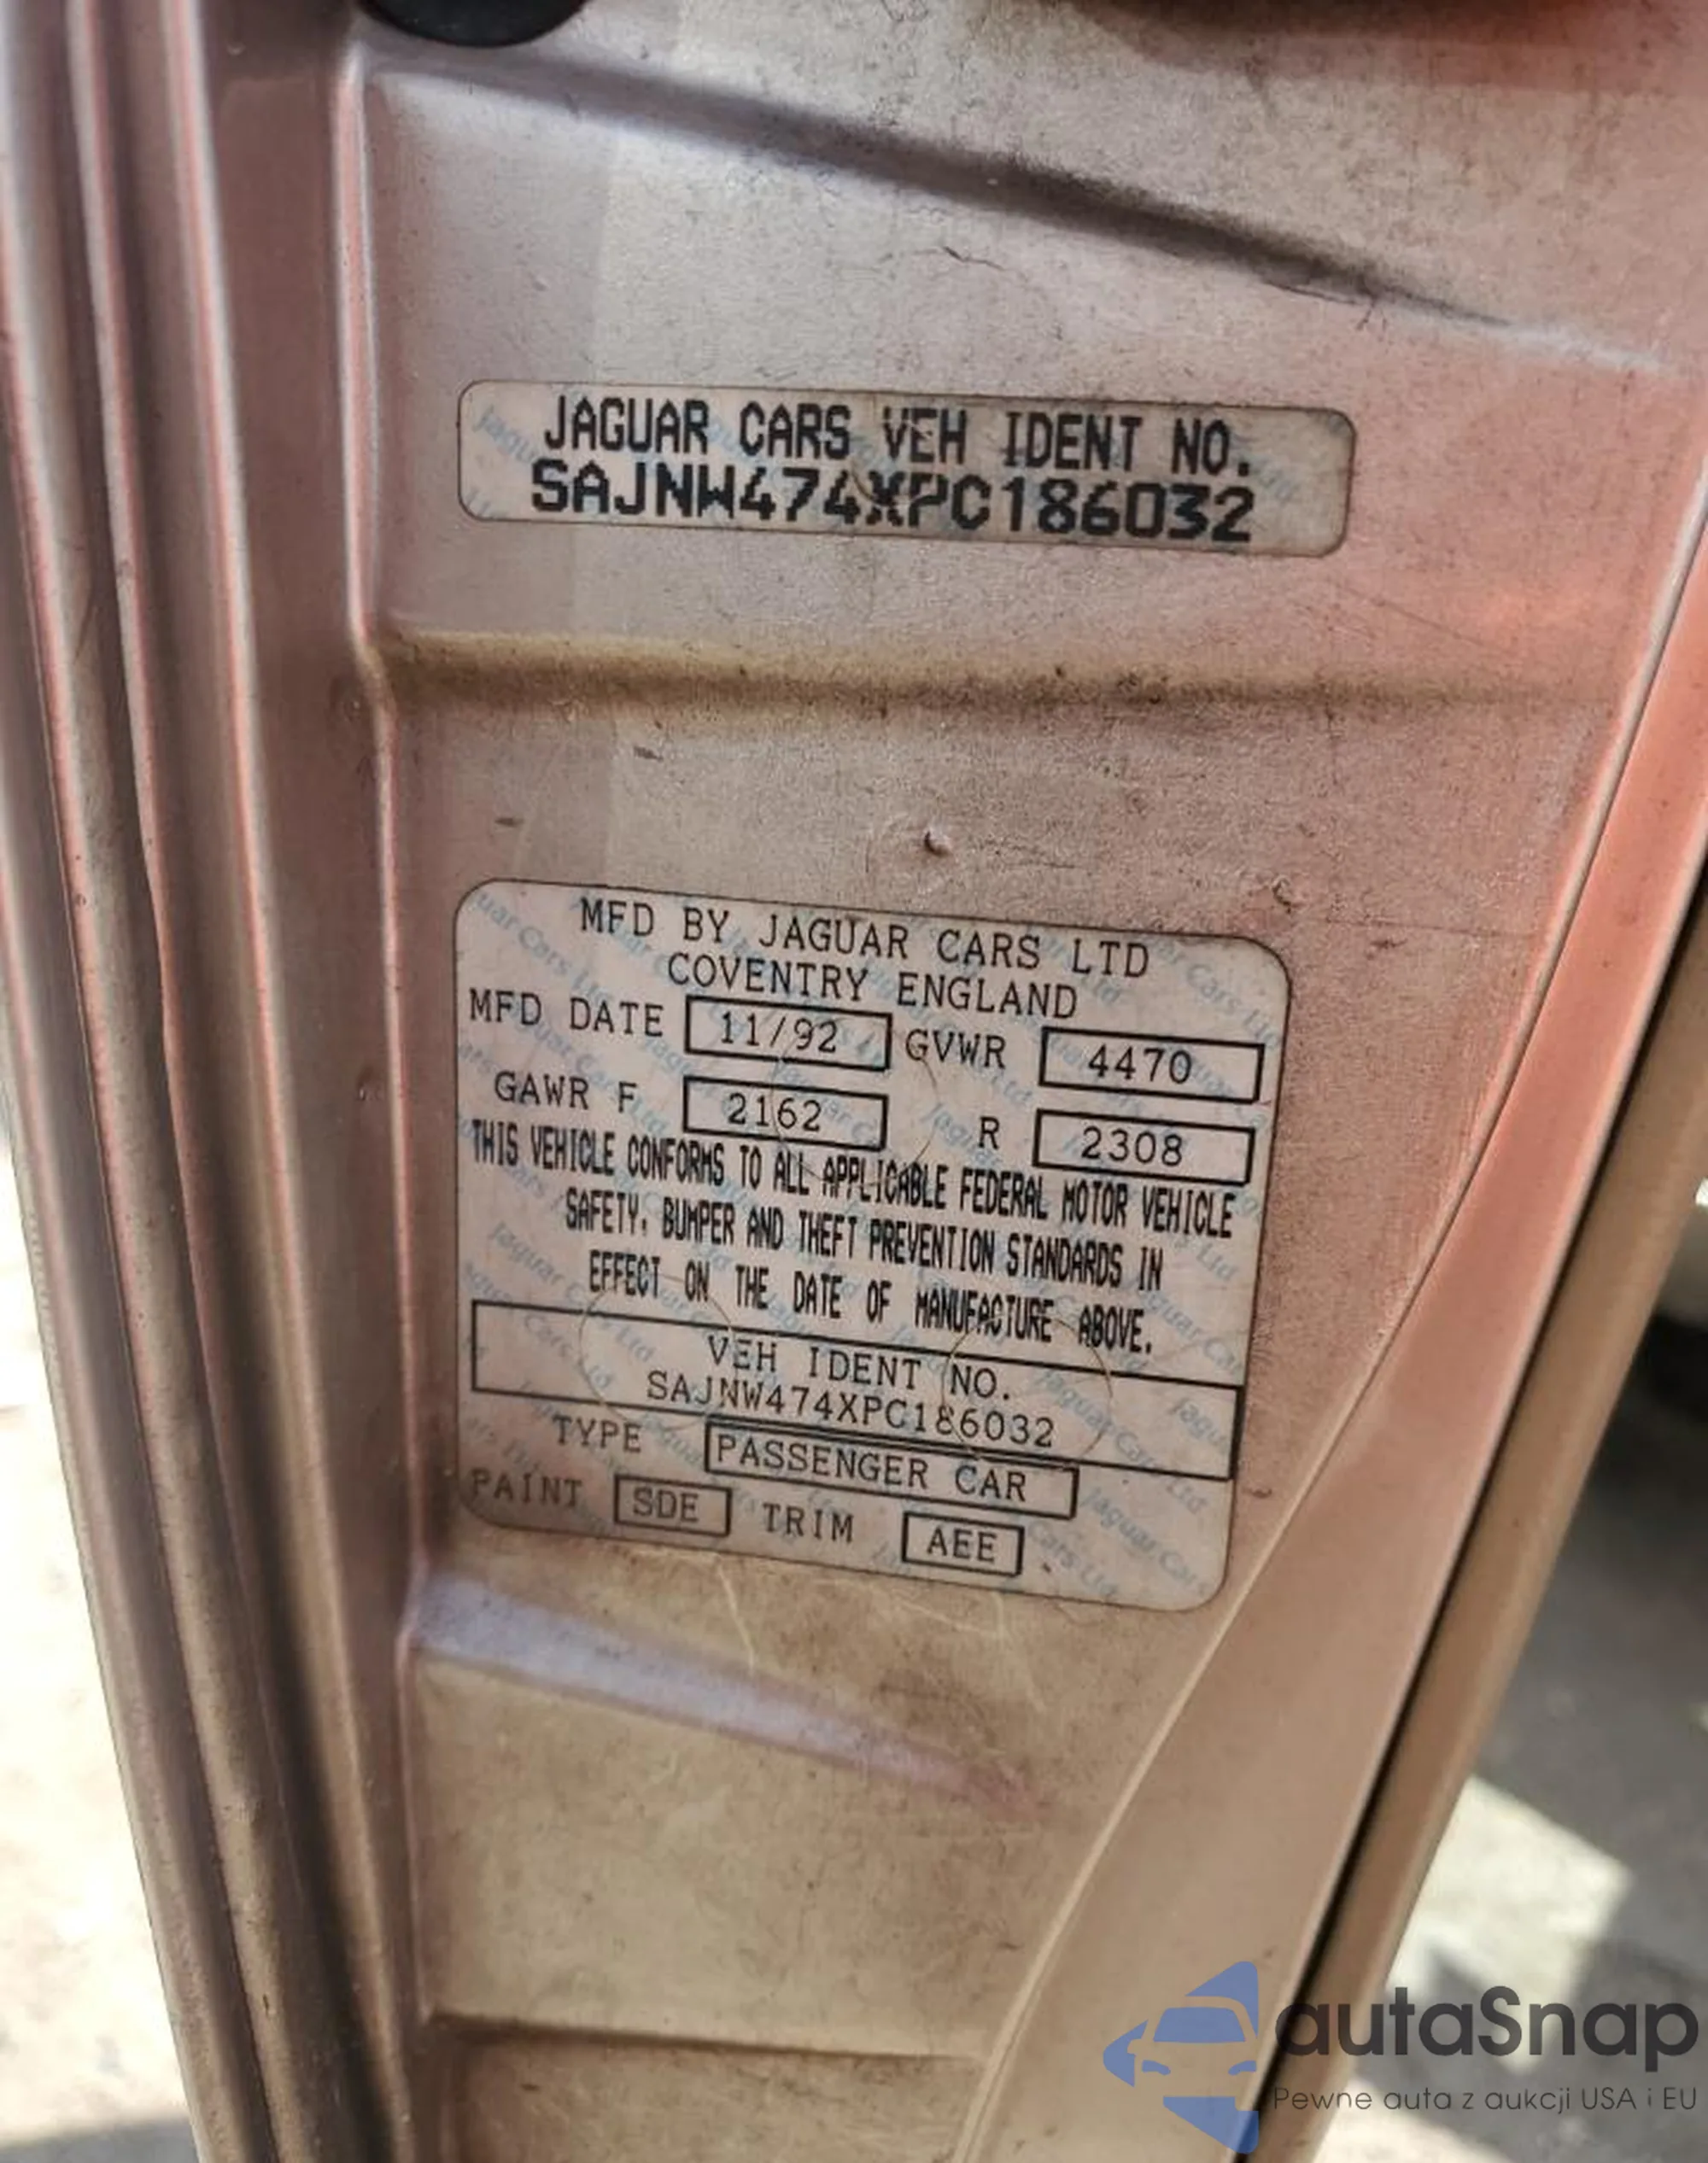 JAGUAR CARS VEH IDENT NO.
SAJNW474XPC186032
MFD BY JAGUAR CARS LTD
COVENTRY ENGLAND
MFD DATE 11/92 GVWR 4470
GAWR F 2162 R 2308
THIS VEHICLE CONFORMS TO ALL APPLICABLE FEDERAL MOTOR VEHICLE
SAFETY, BUMPER AND THEFT PREVENTION STANDARDS IN
EFFECT ON THE DATE OF MANUFACTURE ABOVE.
VEH IDENT NO.
SAJNW474XPC186032
TYPE PASSENGER CAR
PAINT SDE TRIM AEE
autaSnap
Pewne auta z aukcji USA i EU